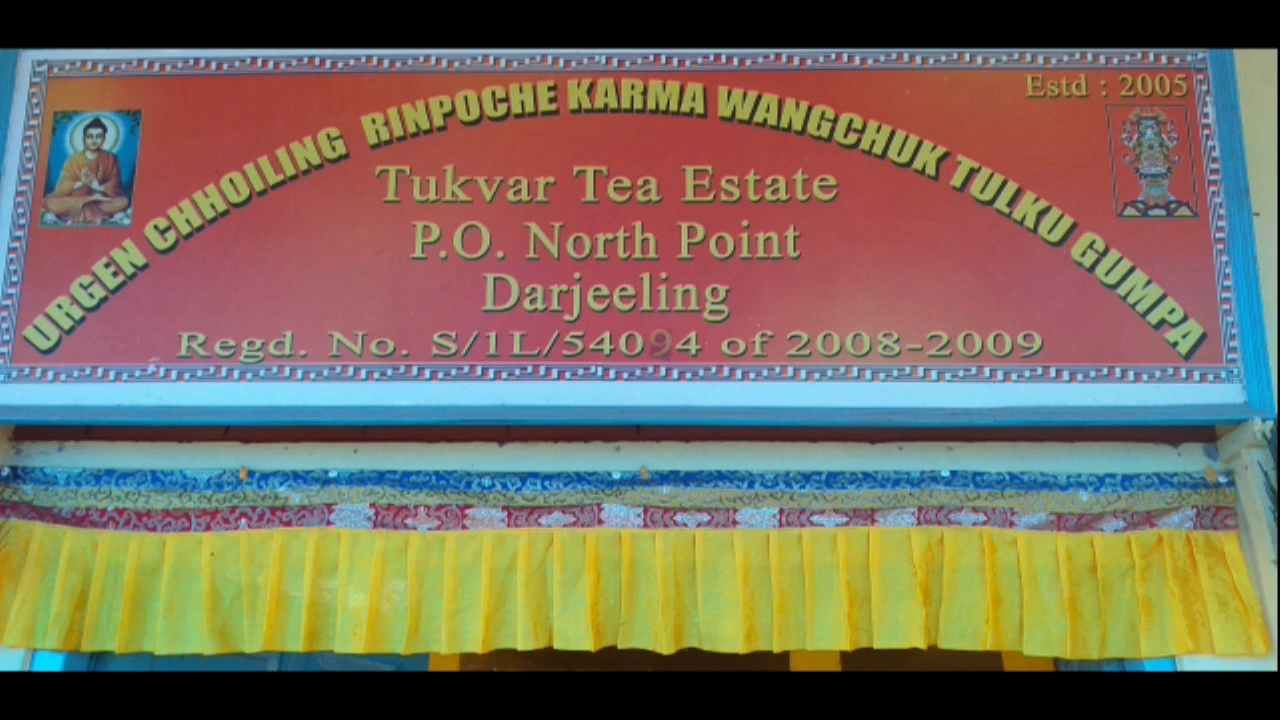 Estd : 2005
URGEN CHHOILING RINPOCHE KARMA WANGCHUK TULKU GUMPA
Tukvar Tea Estate
P.O. North Point
Darjeeling
Regd. No. S/1L/54094 of 2008-2009